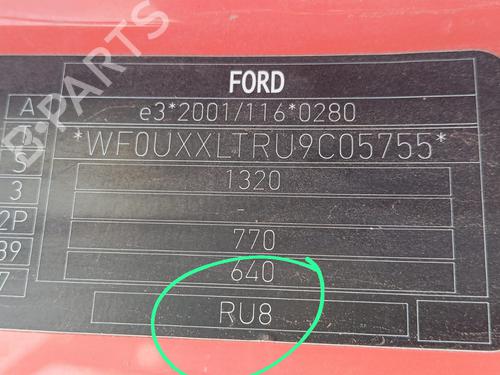 FORD
A e3*2001/116*0280
*WF0UXXLTRU9C05755*
S 1320
3 -
2P 770
39 640
7 RU8
B-PARTS